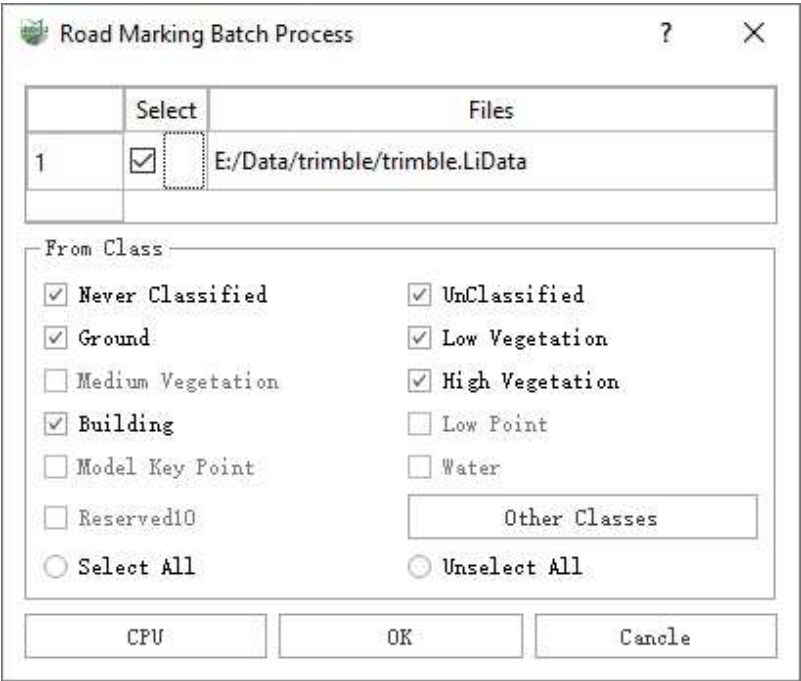 Road Marking Batch Process ? ×
Select Files
1 E:/Data/trimble/trimble.LiData
From Class
Never Classified UnClassified
Ground Low Vegetation
Medium Vegetation High Vegetation
Building Low Point
Model Key Point Water
Reserved10 Other Classes
Select All Unselect All
CPU OK Cancle